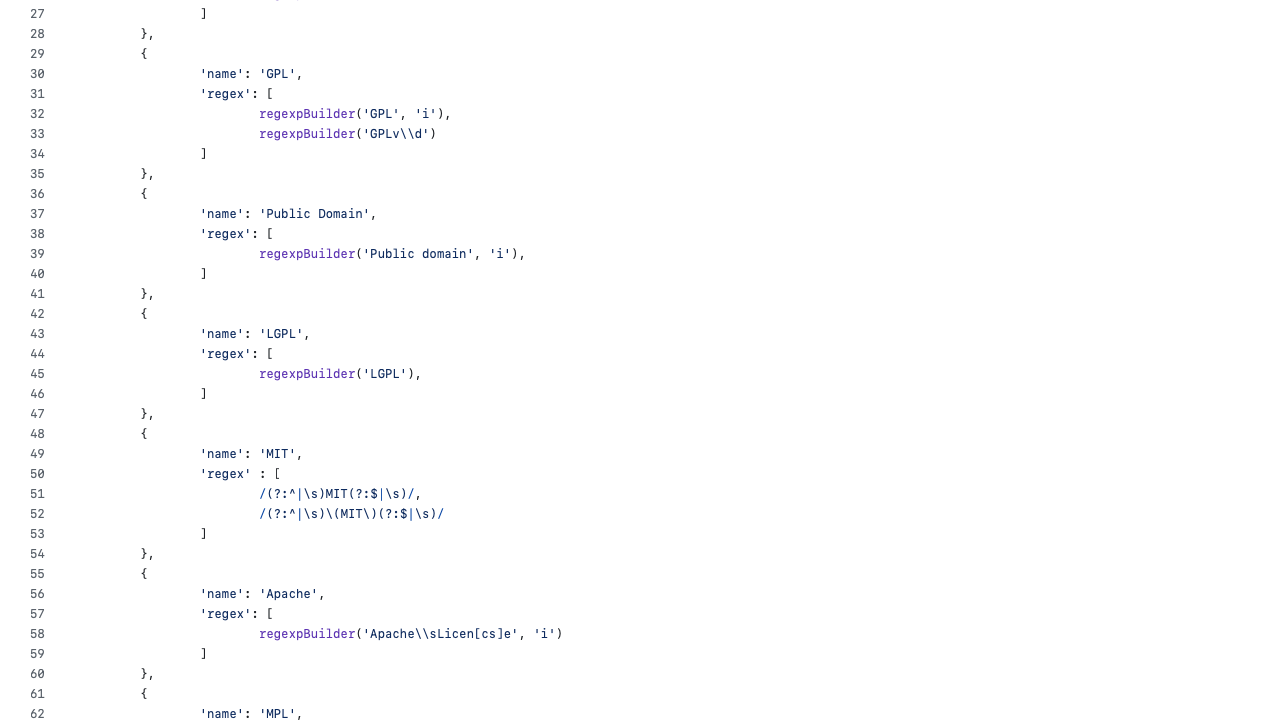 27 ]
28 },
29 {
30 'name': 'GPL',
31 'regex': [
32 regexpBuilder('GPL', 'i'),
33 regexpBuilder('GPLv\\d')
34 ]
35 },
36 {
37 'name': 'Public Domain',
38 'regex': [
39 regexpBuilder('Public domain', 'i'),
40 ]
41 },
42 {
43 'name': 'LGPL',
44 'regex': [
45 regexpBuilder('LGPL'),
46 ]
47 },
48 {
49 'name': 'MIT',
50 'regex' : [
51 /(?:^|\s)MIT(?:$|\s)/,
52 /(?:^|\s)\(MIT\)(?:$|\s)/
53 ]
54 },
55 {
56 'name': 'Apache',
57 'regex': [
58 regexpBuilder('Apache\\sLicen[cs]e', 'i')
59 ]
60 },
61 {
62 'name': 'MPL',